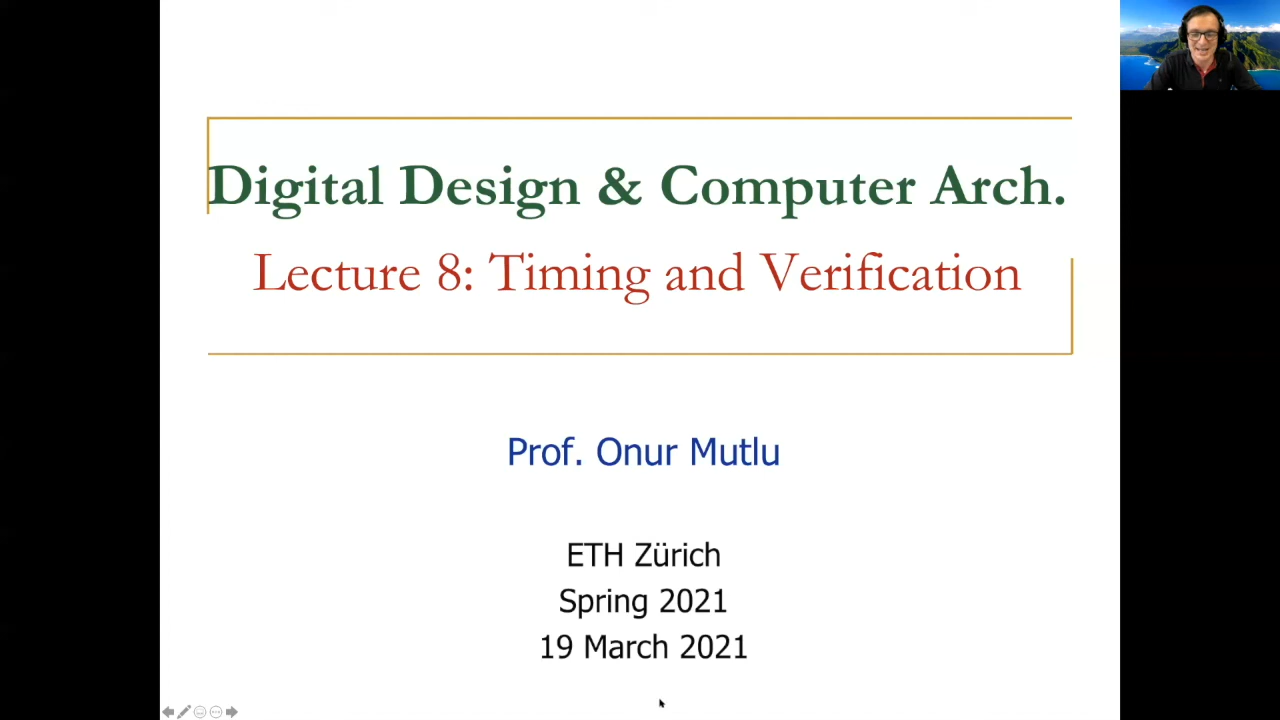 Digital Design & Computer Arch.
Lecture 8: Timing and Verification
Prof. Onur Mutlu
ETH Zürich
Spring 2021
19 March 2021